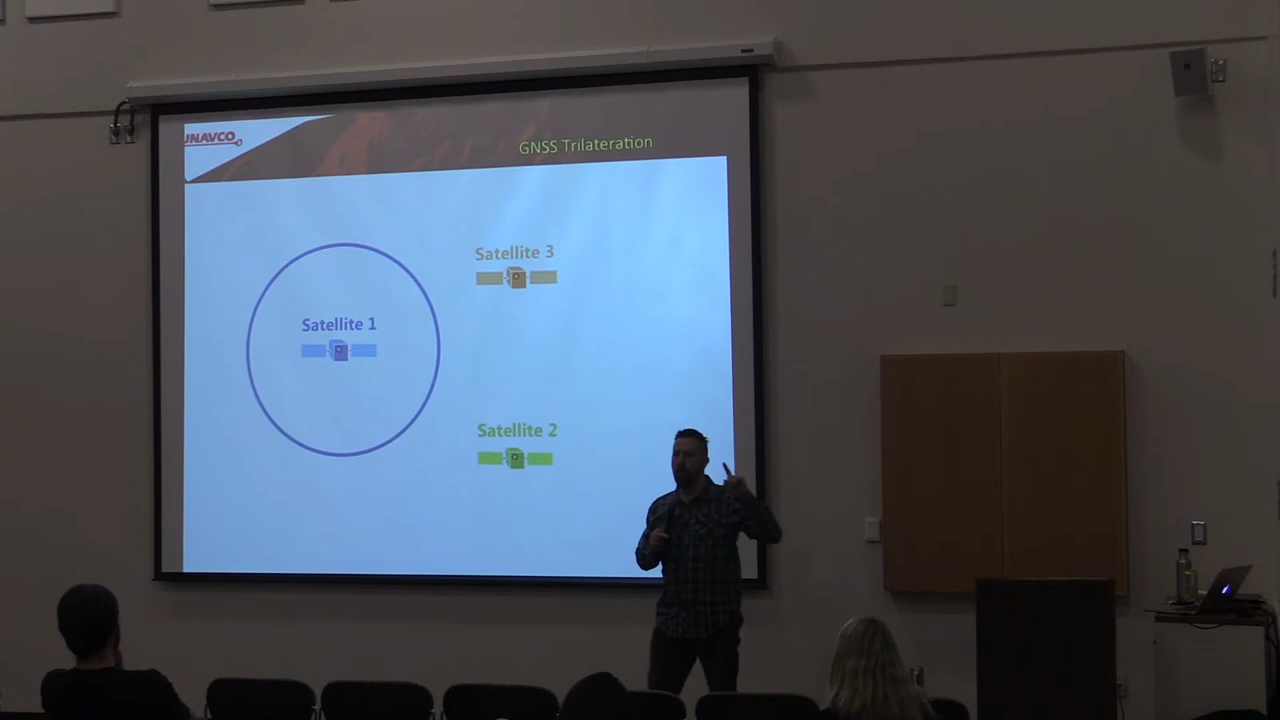 UNAVCO
GNSS Trilateration
Satellite 3
Satellite 1
Satellite 2